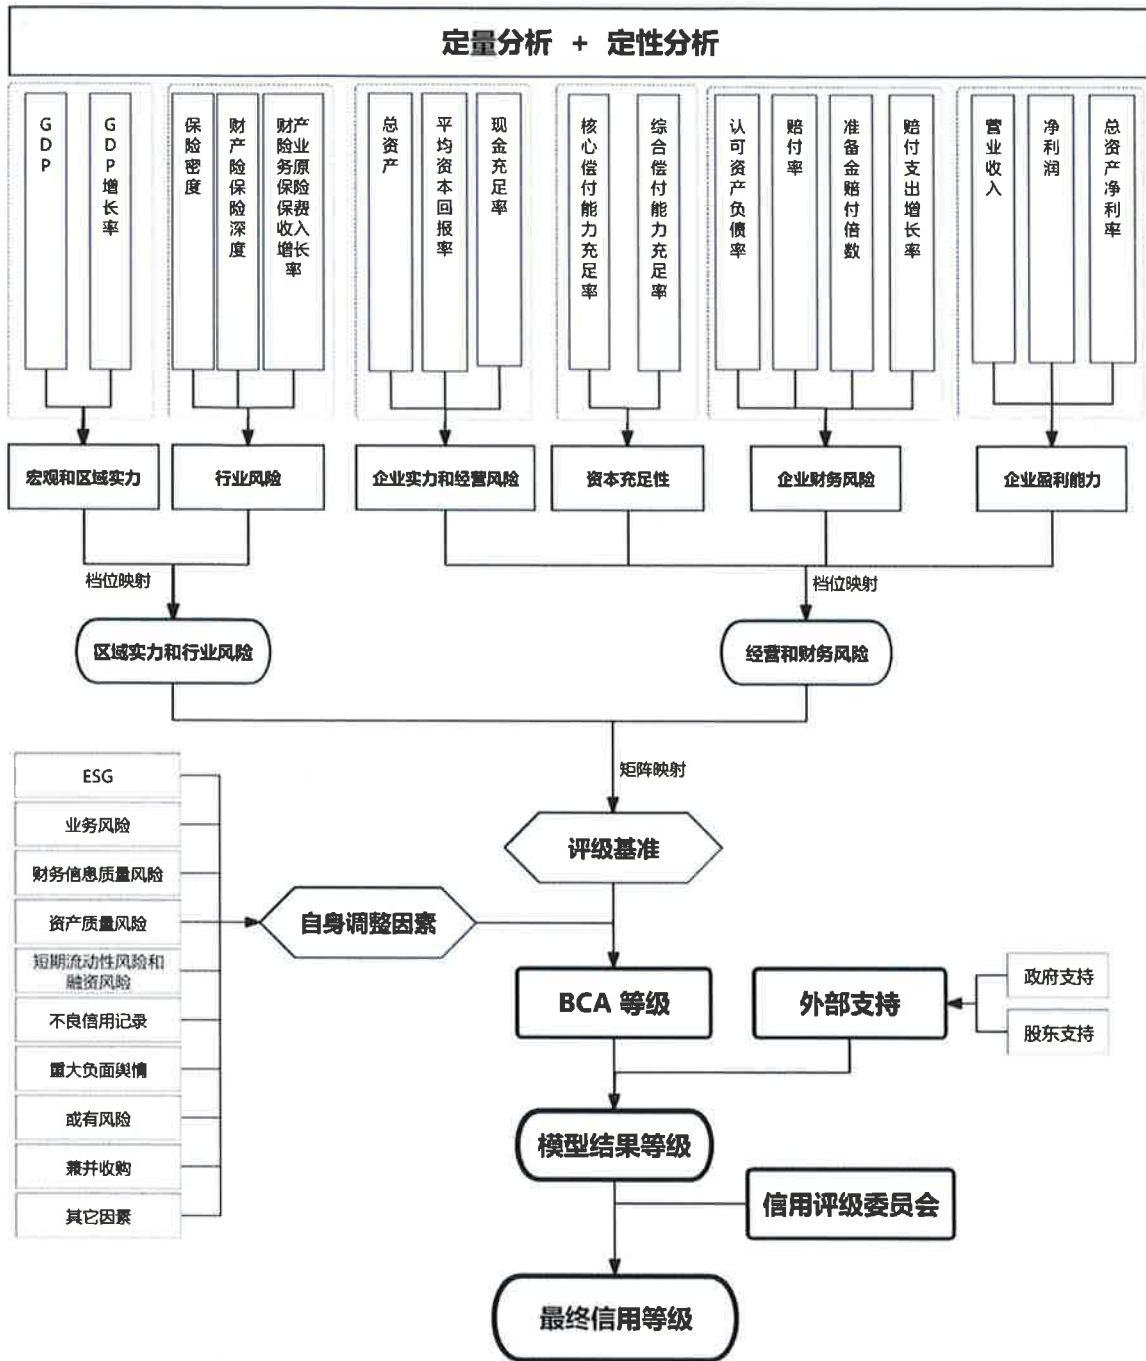 定量分析 + 定性分析
GDP
GDP增长率
保险密度
财产险保险深度
财产险业务原保险保费收入增长率
总资产
平均资本回报率
现金充足率
核心偿付能力充足率
综合偿付能力充足率
认可资产负债率
赔付率
准备金赔付倍数
赔付支出增长率
营业收入
净利润
总资产净利率
宏观和区域实力
行业风险
企业实力和经营风险
资本充足性
企业财务风险
企业盈利能力
档位映射
档位映射
区域实力和行业风险
经营和财务风险
矩阵映射
ESG
业务风险
财务信息质量风险
资产质量风险
短期流动性风险和
融资风险
不良信用记录
重大负面舆情
或有风险
兼并收购
其它因素
评级基准
自身调整因素
BCA 等级
外部支持
政府支持
股东支持
模型结果等级
信用评级委员会
最终信用等级